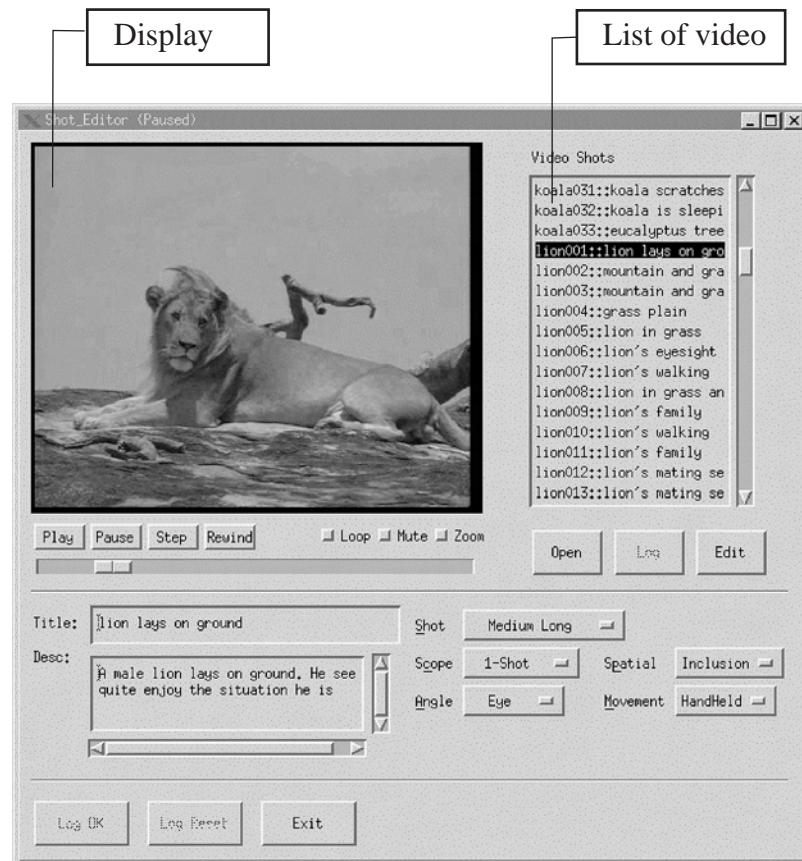 Display
List of video
Shot_Editor (Paused)
Video Shots
koala031::koala scratches
koala032::koala is sleepi
koala033::eucalyptus tree
lion001::lion lays on gro
lion002::mountain and gra
lion003::mountain and gra
lion004::grass plain
lion005::lion in grass
lion006::lion's eyesight
lion007::lion's walking
lion008::lion in grass an
lion009::lion's family
lion010::lion's walking
lion011::lion's family
lion012::lion's mating se
lion013::lion's mating se
Play Pause Step Rewind Loop Mute Zoom
Open Log Edit
Title: lion lays on ground
Shot Medium Long
Desc: A male lion lays on ground. He see
quite enjoy the situation he is
Scope 1-Shot Spatial Inclusion
Angle Eye Movement HandHeld
Log OK Log Reset Exit